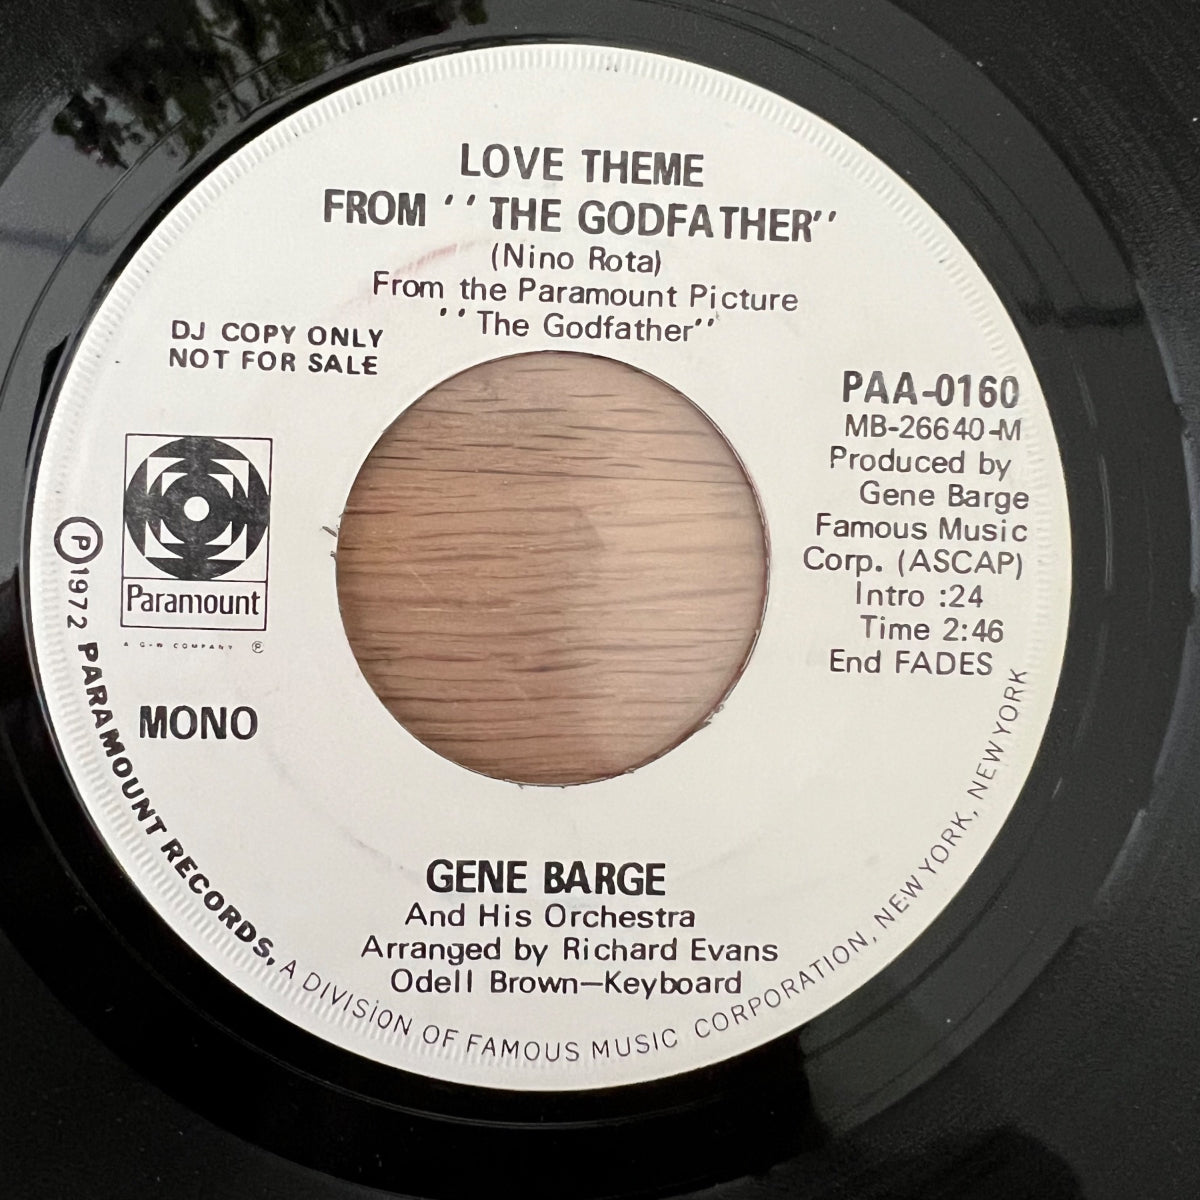 LOVE THEME
FROM ''THE GODFATHER''
(Nino Rota)
From the Paramount Picture
''The Godfather''
DJ COPY ONLY
NOT FOR SALE
PAA-0160
MB-26640-M
Produced by
Gene Barge
Famous Music
Corp. (ASCAP)
Intro :24
Time 2:46
End FADES
Paramount
A G+W COMPANY ®
MONO
GENE BARGE
And His Orchestra
Arranged by Richard Evans
Odell Brown—Keyboard
Ⓟ1972 PARAMOUNT RECORDS, A DIVISION OF FAMOUS MUSIC CORPORATION, NEW YORK, NEW YORK